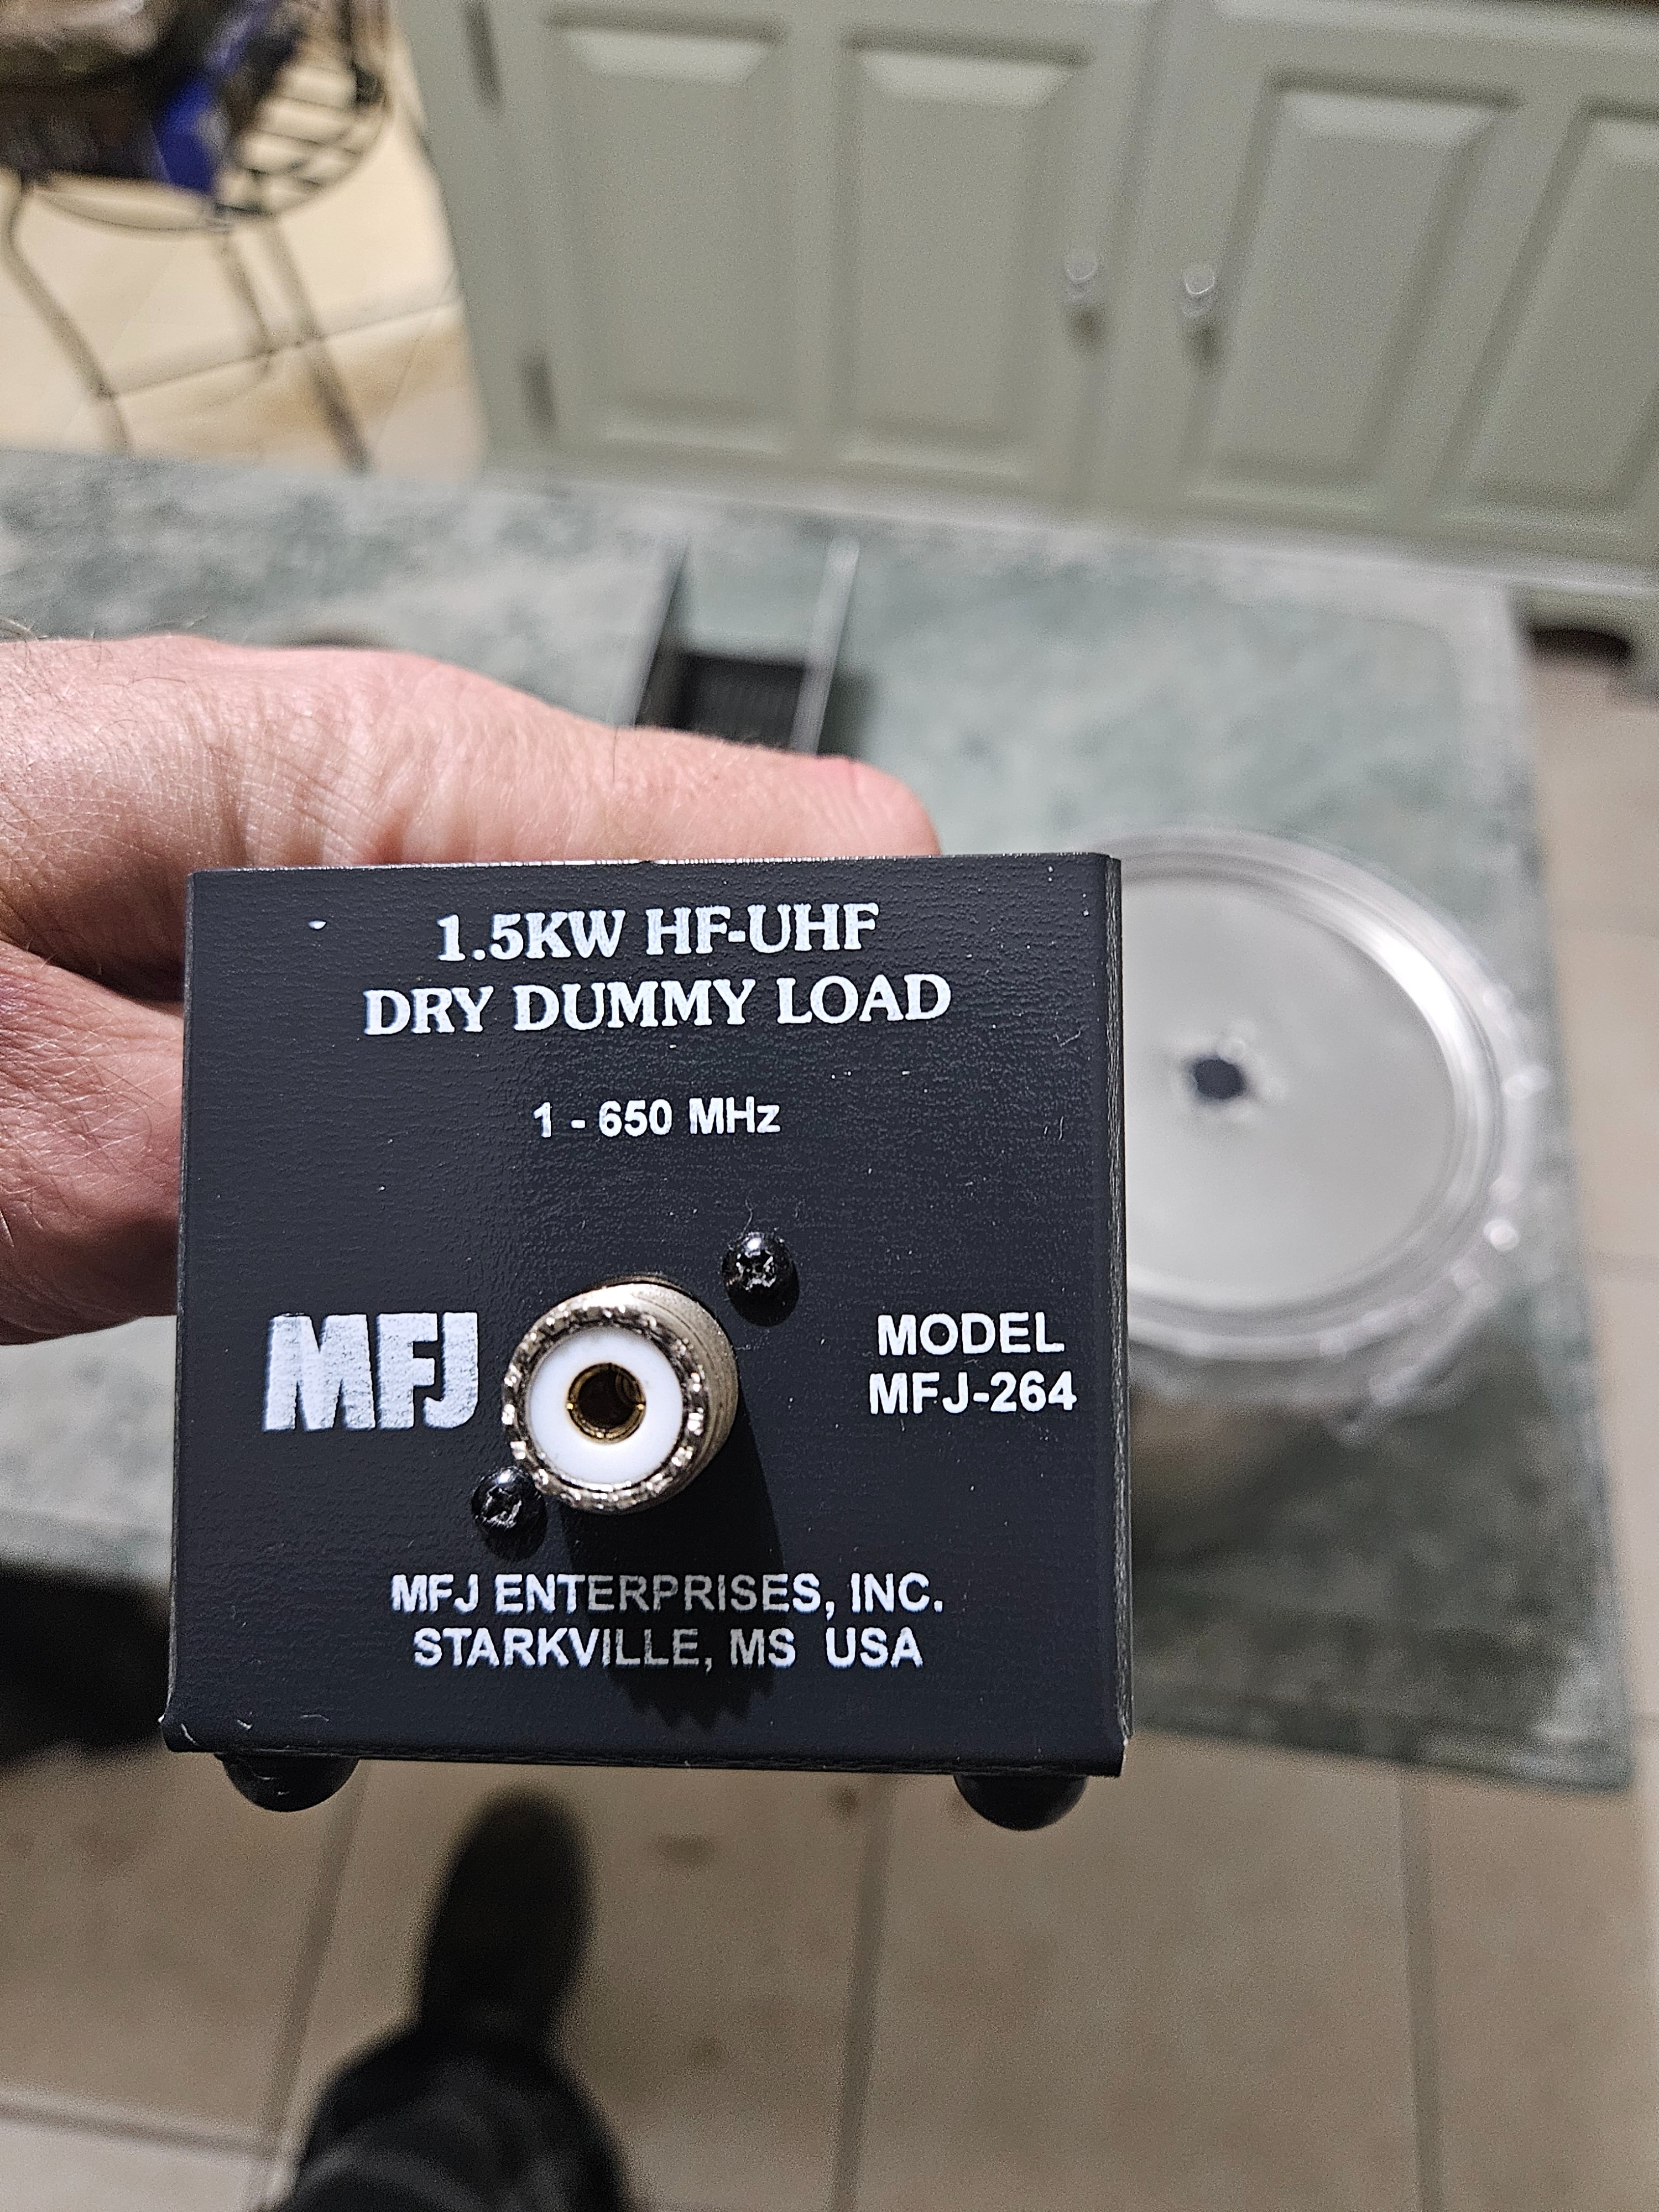 1.5KW HF-UHF
DRY DUMMY LOAD
1 - 650 MHz
MFJ
MODEL
MFJ-264
MFJ ENTERPRISES, INC.
STARKVILLE, MS USA